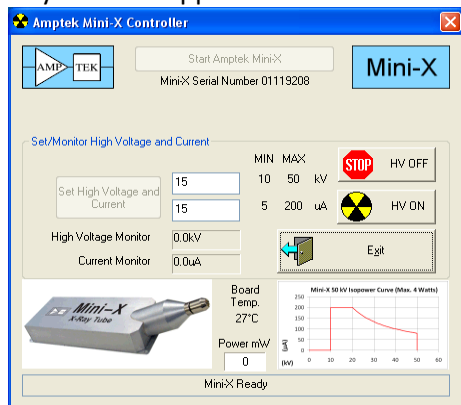 Amptek Mini-X Controller
AMP TEK
Start Amptek Mini-X
Mini-X
Mini-X Serial Number 01119208
Set/Monitor High Voltage and Current
MIN MAX
Set High Voltage and
Current
15
10 50 kV
15
5 200 uA
STOP
HV OFF
HV ON
High Voltage Monitor
0.0kV
Current Monitor
0.0uA
Exit
Mini-X
X-Ray Tube
Board
Temp.
27°C
Power mW
0
Mini-X 50 kV Isopower Curve (Max. 4 Watts)
250
200
150
100
50
0
(µA)
(kV)
0 10 20 30 40 50 60
Mini-X Ready